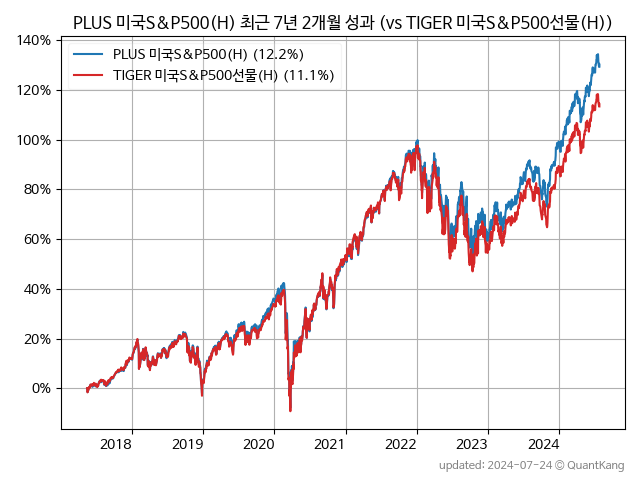 PLUS 미국S&P500(H) 최근 7년 2개월 성과 (vs TIGER 미국S&P500선물(H))
140%
120%
100%
80%
60%
40%
20%
0%
PLUS 미국S&P500(H) (12.2%)
TIGER 미국S&P500선물(H) (11.1%)
2018 2019 2020 2021 2022 2023 2024
updated: 2024-07-24 © QuantKang